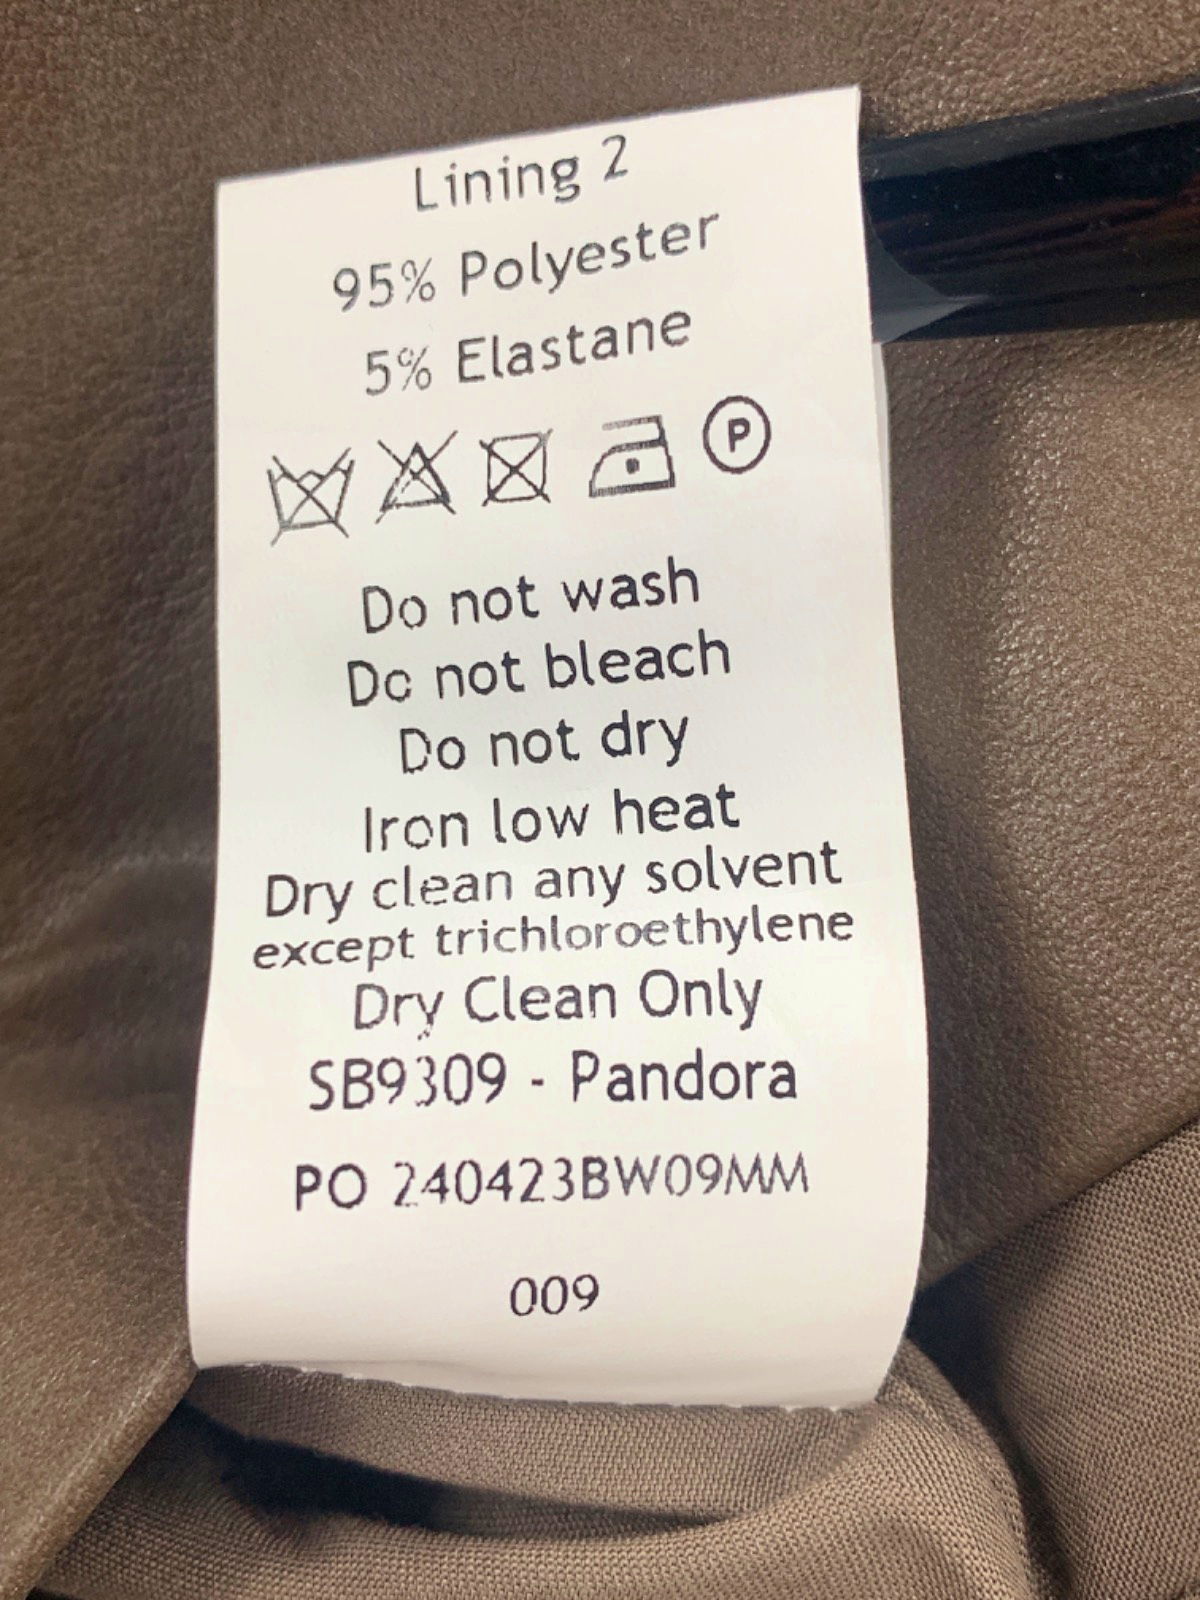 Lining 2
95% Polyester
5% Elastane
P
Do not wash
Do not bleach
Do not dry
Iron low heat
Dry clean any solvent
except trichloroethylene
Dry Clean Only
SB9309 - Pandora
PO 240423BW09MM
009